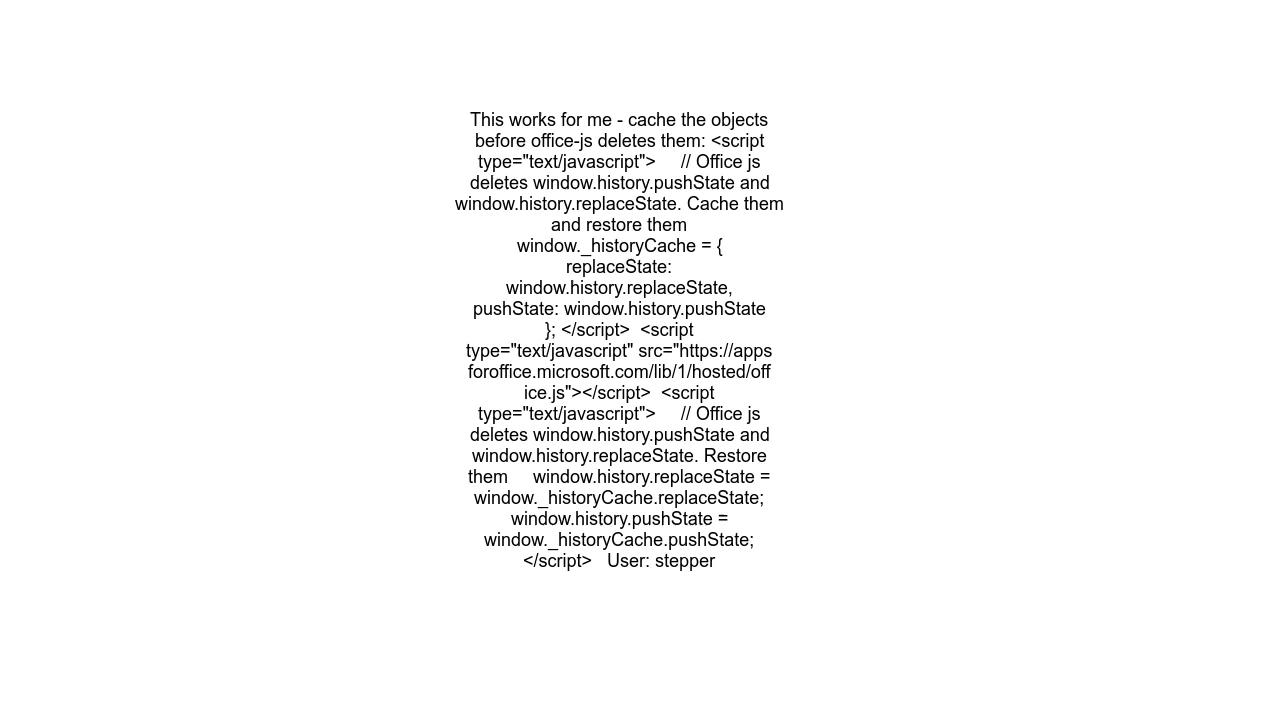 This works for me - cache the objects
before office-js deletes them: <script
type="text/javascript">     // Office js
deletes window.history.pushState and
window.history.replaceState. Cache them
and restore them
window._historyCache = {
replaceState:
window.history.replaceState,
pushState: window.history.pushState
}; </script>  <script
type="text/javascript" src="https://apps
foroffice.microsoft.com/lib/1/hosted/off
ice.js"></script>  <script
type="text/javascript">     // Office js
deletes window.history.pushState and
window.history.replaceState. Restore
them     window.history.replaceState =
window._historyCache.replaceState;
window.history.pushState =
window._historyCache.pushState;
</script>   User: stepper